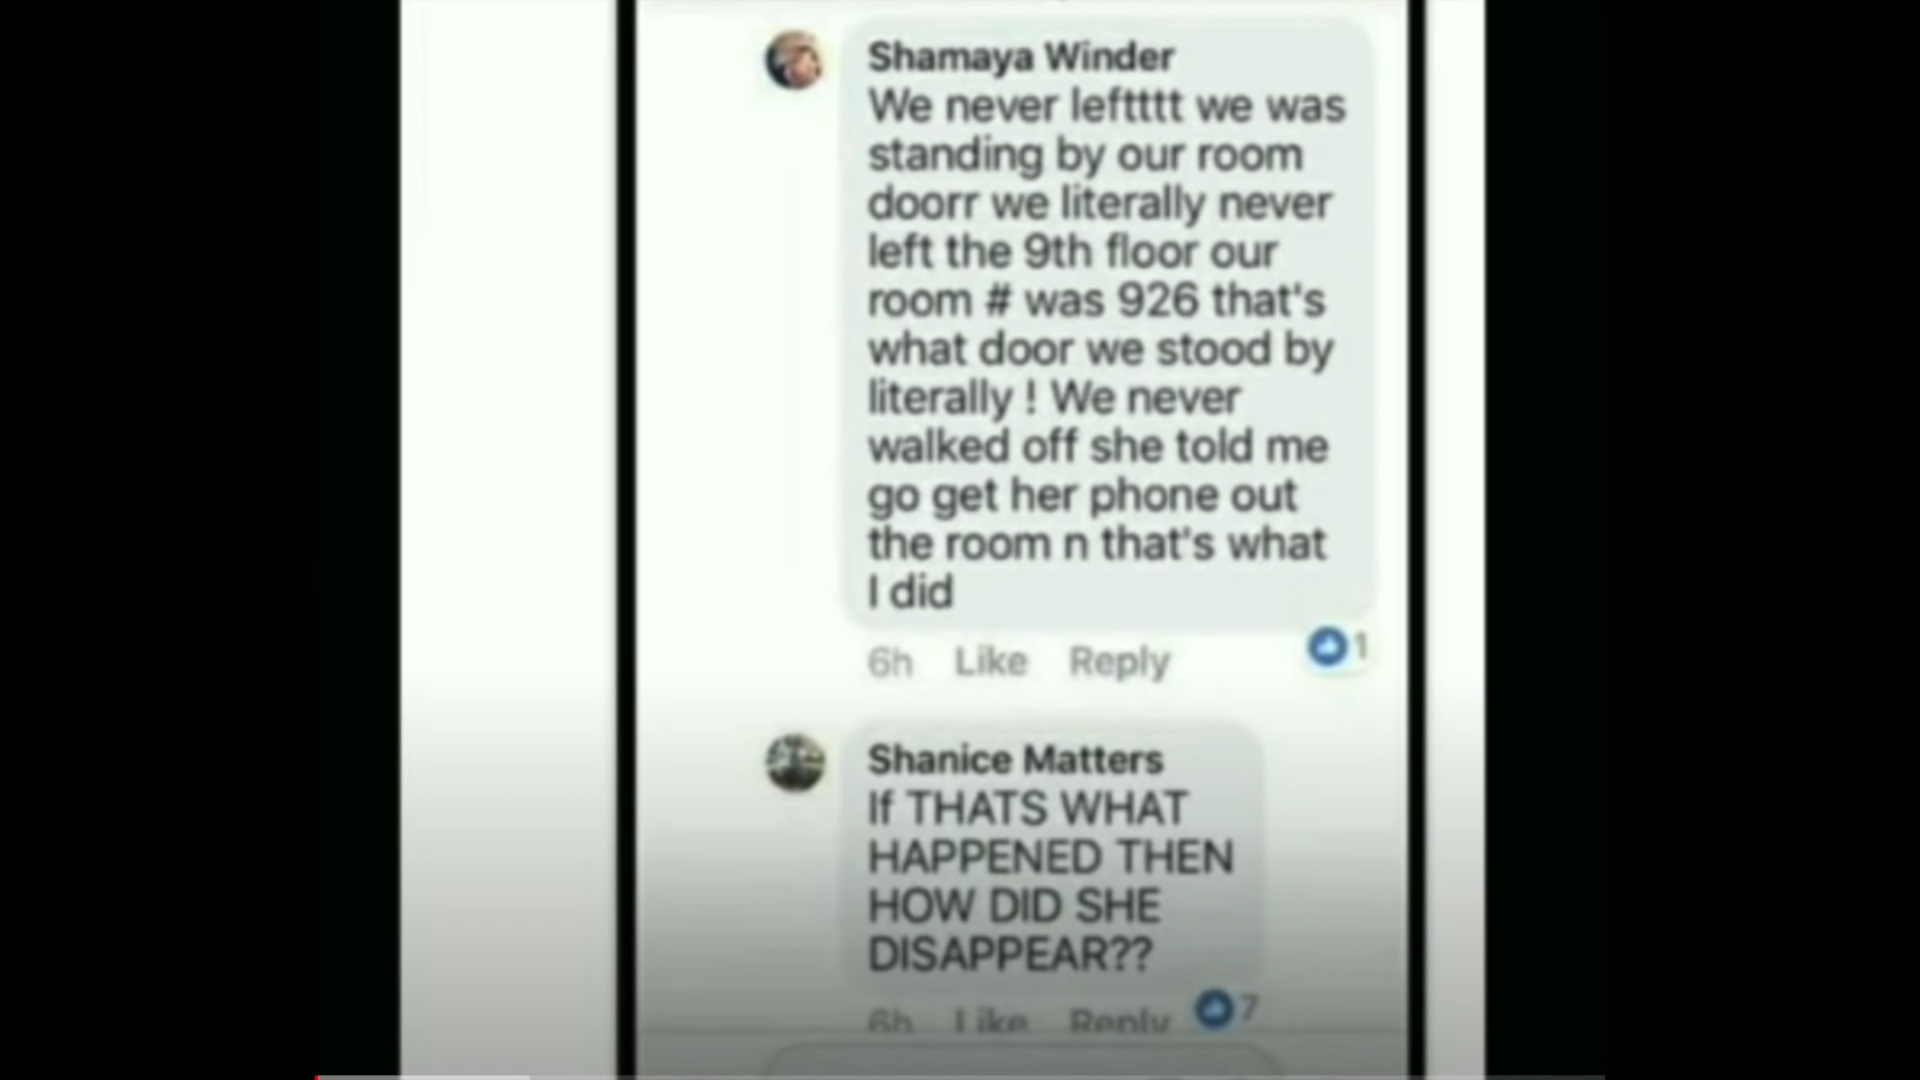 Shamaya Winder
We never leftttt we was
standing by our room
doorr we literally never
left the 9th floor our
room # was 926 that's
what door we stood by
literally ! We never
walked off she told me
go get her phone out
the room n that's what
I did
6h Like Reply 1
Shanice Matters
If THATS WHAT
HAPPENED THEN
HOW DID SHE
DISAPPEAR??
6h Like Reply 7